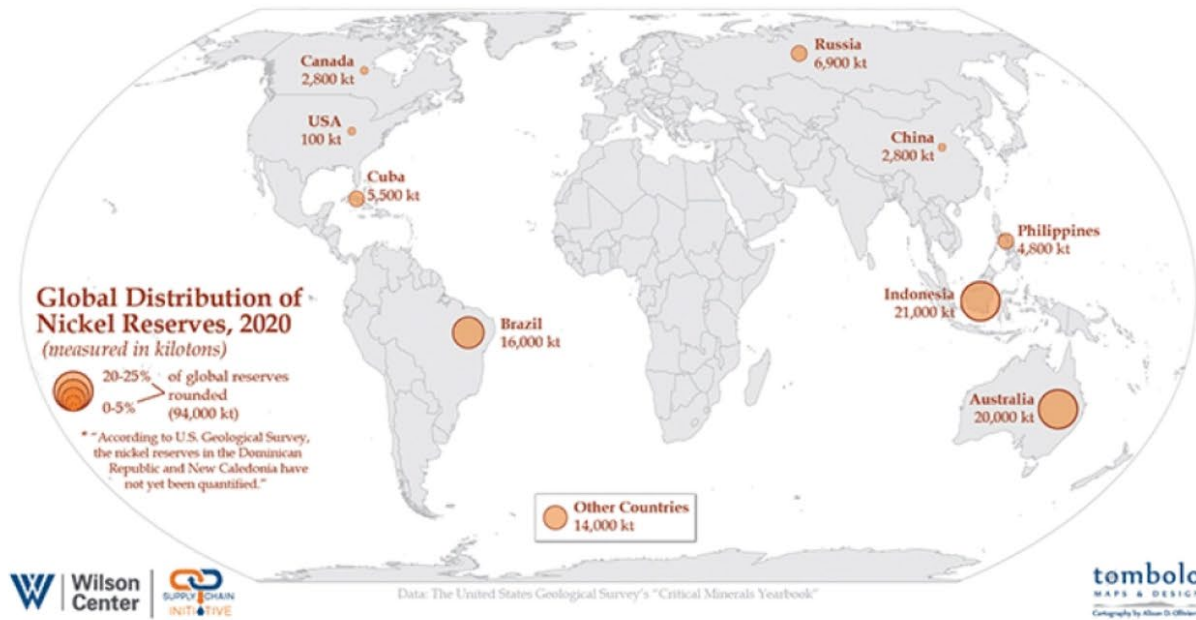 Canada
2,800 kt
USA
100 kt
Cuba
5,500 kt
Russia
6,900 kt
China
2,800 kt
Philippines
4,800 kt
Indonesia
21,000 kt
Brazil
16,000 kt
Australia
20,000 kt
Global Distribution of
Nickel Reserves, 2020
(measured in kilotons)
20-25%
0-5%
of global reserves
rounded
(94,000 kt)
* "According to U.S. Geological Survey,
the nickel reserves in the Dominican
Republic and New Caledonia have
not yet been quantified."
Other Countries
14,000 kt
Wilson
Center
SUPPLY CHAIN
INITIATIVE
Data: The United States Geological Survey's "Critical Minerals Yearbook"
tombolo
MAPS & DESIGN
Cartography by Alison D. Ollivierre